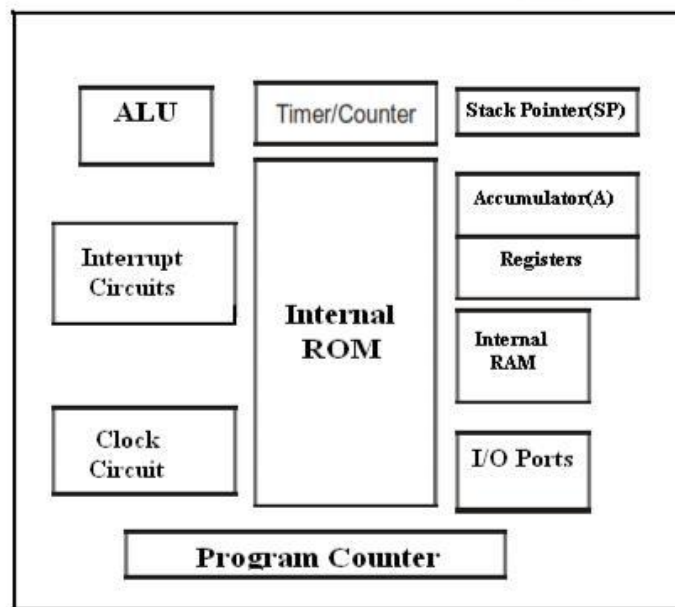 ALU
Timer/Counter
Stack Pointer(SP)
Accumulator(A)
Registers
Interrupt
Circuits
Internal
ROM
Internal
RAM
Clock
Circuit
I/O Ports
Program Counter